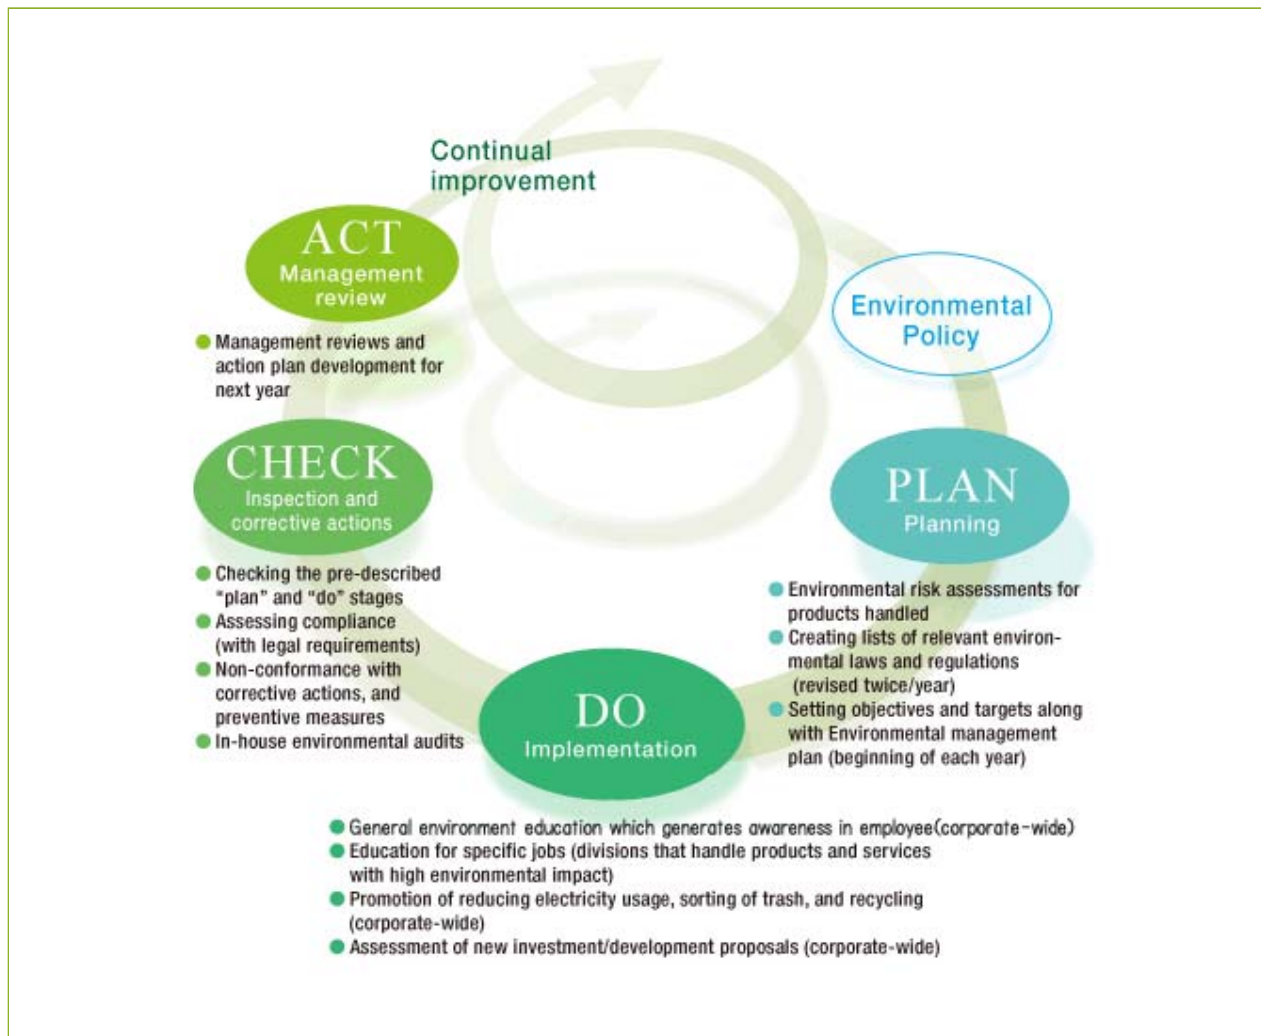 Continual
improvement
ACT
Management
review
● Management reviews and
action plan development for
next year
Environmental
Policy
CHECK
Inspection and
corrective actions
● Checking the pre-described
“plan” and “do” stages
● Assessing compliance
(with legal requirements)
● Non-conformance with
corrective actions, and
preventive measures
● In-house environmental audits
PLAN
Planning
● Environmental risk assessments for
products handled
● Creating lists of relevant environ-
mental laws and regulations
(revised twice/year)
● Setting objectives and targets along
with Environmental management
plan (beginning of each year)
DO
Implementation
● General environment education which generates awareness in employee(corporate-wide)
● Education for specific jobs (divisions that handle products and services
with high environmental impact)
● Promotion of reducing electricity usage, sorting of trash, and recycling
(corporate-wide)
● Assessment of new investment/development proposals (corporate-wide)